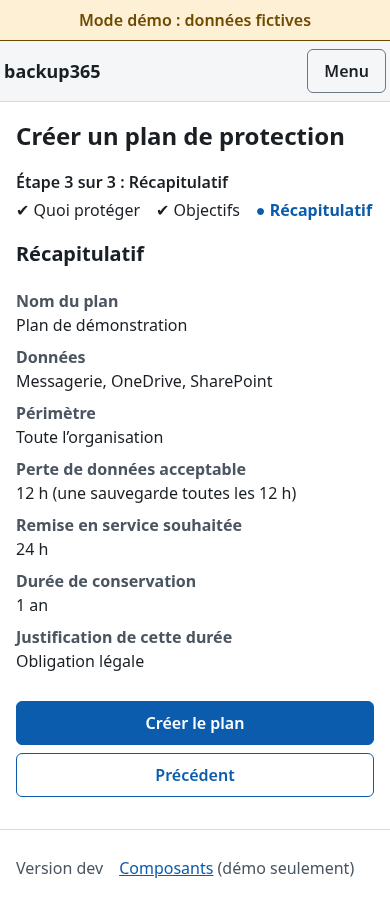 Mode démo : données fictives
backup365
Menu
Créer un plan de protection
Étape 3 sur 3 : Récapitulatif
✔ Quoi protéger ✔ Objectifs ● Récapitulatif
Récapitulatif
Nom du plan
Plan de démonstration
Données
Messagerie, OneDrive, SharePoint
Périmètre
Toute l’organisation
Perte de données acceptable
12 h (une sauvegarde toutes les 12 h)
Remise en service souhaitée
24 h
Durée de conservation
1 an
Justification de cette durée
Obligation légale
Créer le plan
Précédent
Version dev Composants (démo seulement)